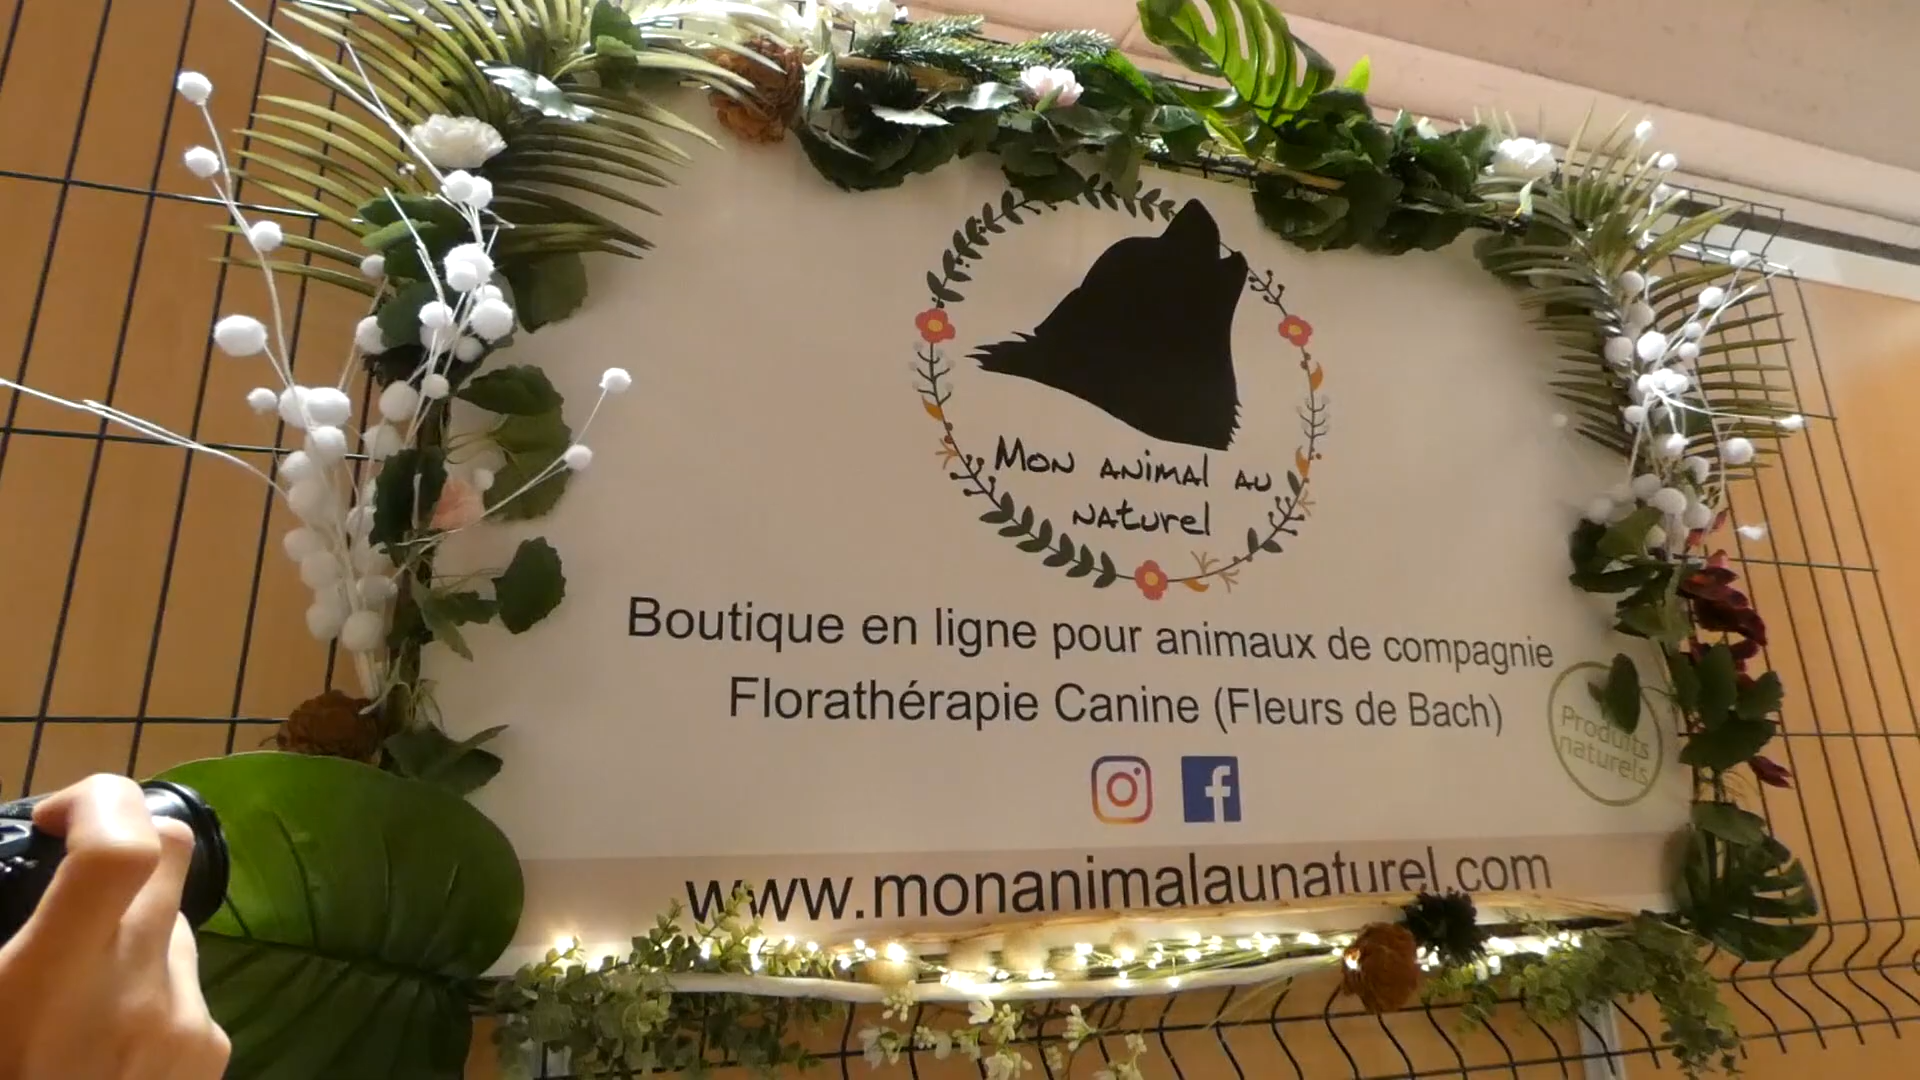 Mon animal au
naturel
Boutique en ligne pour animaux de compagnie
Florathérapie Canine (Fleurs de Bach)
Produits
naturels
www.monanimalaunaturel.com